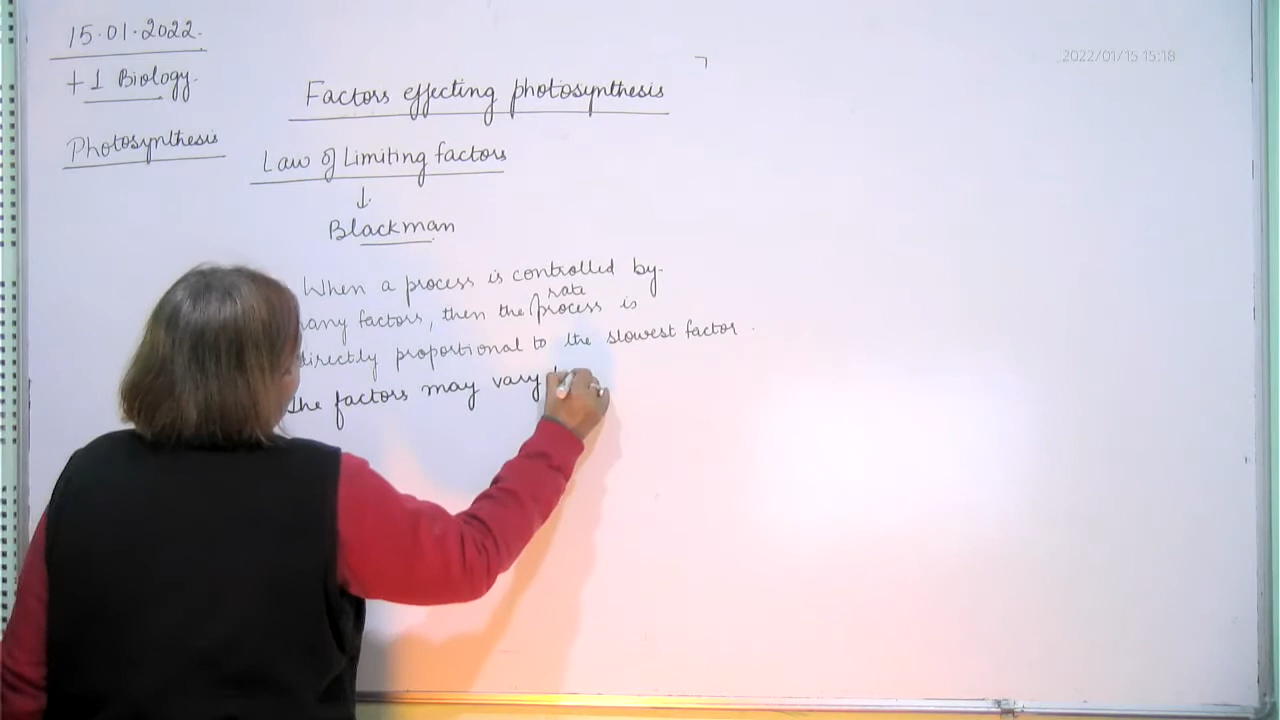 15.01.2022.
2022/01/15 15:18
+1 Biology.
Factors effecting photosynthesis
Photosynthesis
Law of Limiting factors
↓
Blackman
When a process is controlled by
rate
any factors, then the process is
directly proportional to the slowest factor.
The factors may vary